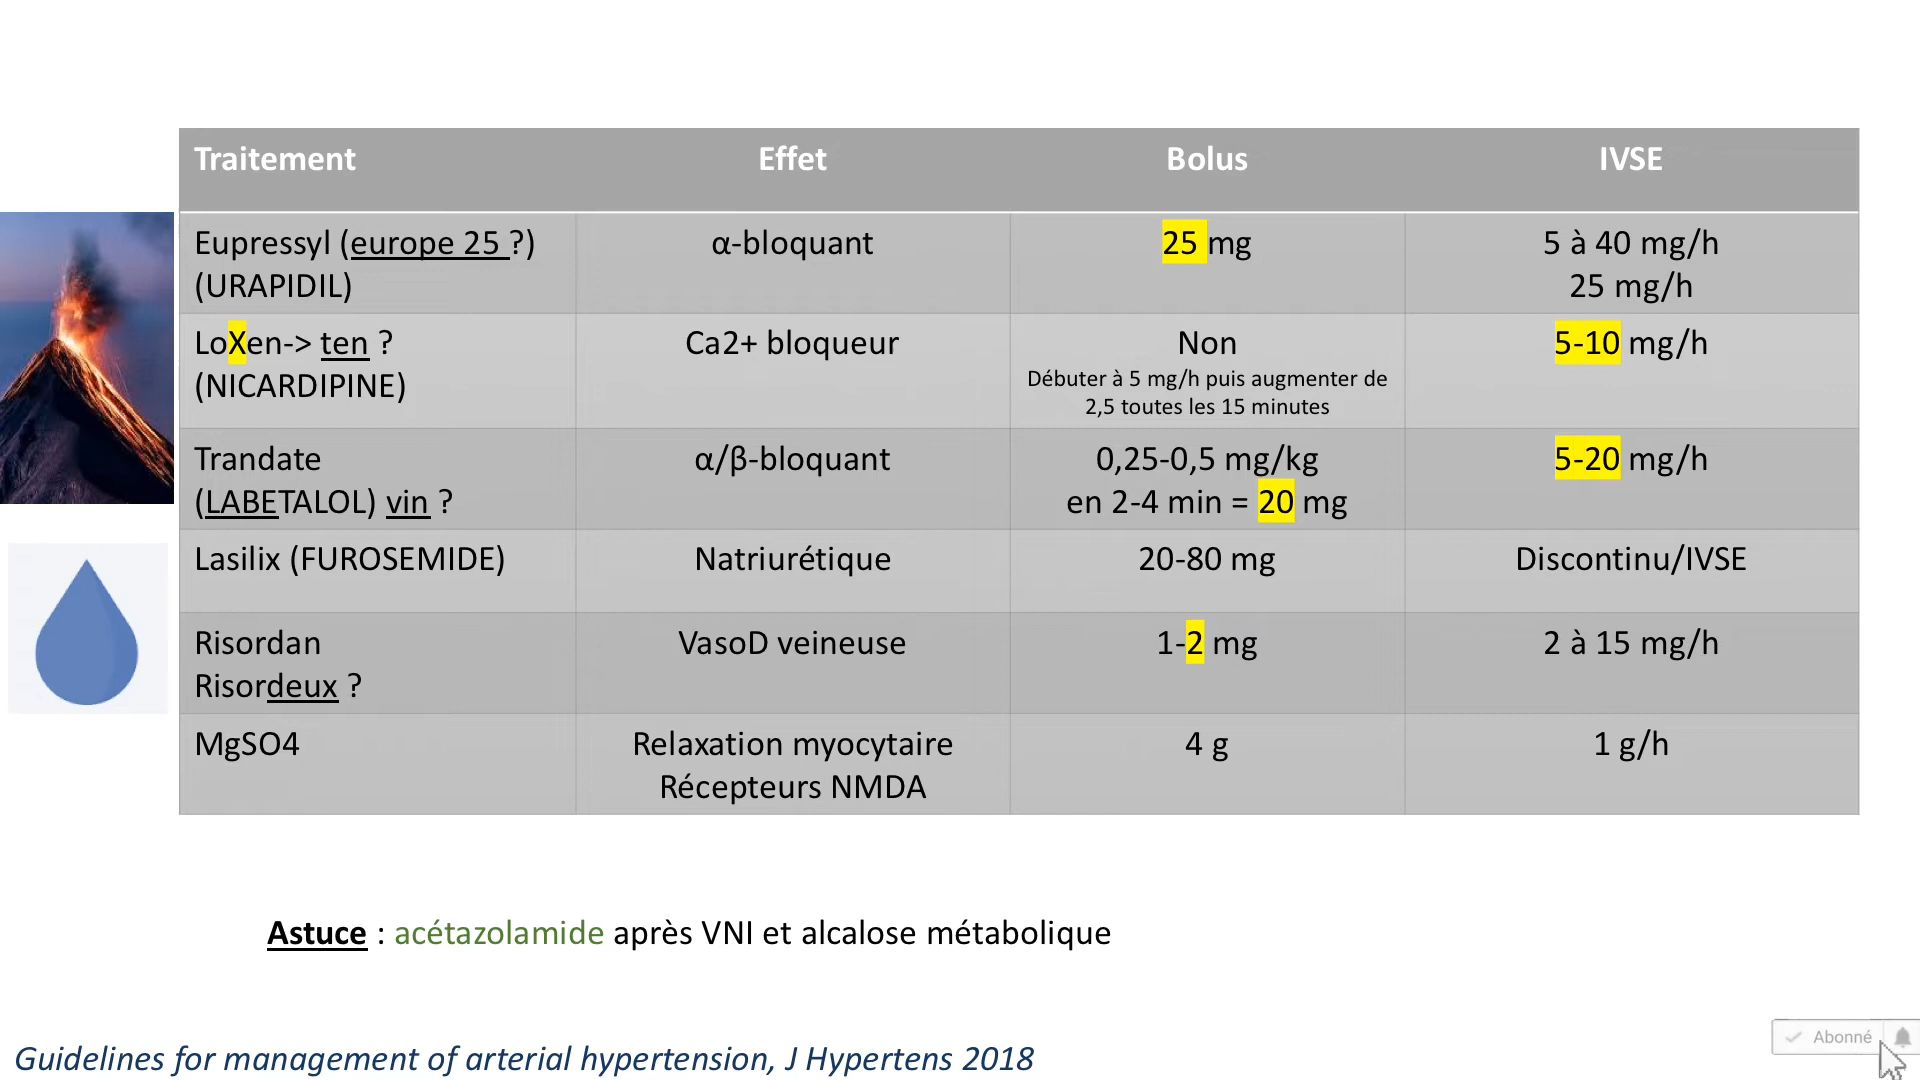 Traitement Effet Bolus IVSE
Eupressyl (europe 25 ?) α-bloquant 25 mg 5 à 40 mg/h
(URAPIDIL) 25 mg/h
LoXen-> ten ? Ca2+ bloqueur Non 5-10 mg/h
(NICARDIPINE) Débuter à 5 mg/h puis augmenter de
2,5 toutes les 15 minutes
Trandate α/β-bloquant 0,25-0,5 mg/kg 5-20 mg/h
(LABETALOL) vin ? en 2-4 min = 20 mg
Lasilix (FUROSEMIDE) Natriurétique 20-80 mg Discontinu/IVSE
Risordan VasoD veineuse 1-2 mg 2 à 15 mg/h
Risordeux ?
MgSO4 Relaxation myocytaire 4 g 1 g/h
Récepteurs NMDA
Astuce : acétazolamide après VNI et alcalose métabolique
Abonné
Guidelines for management of arterial hypertension, J Hypertens 2018